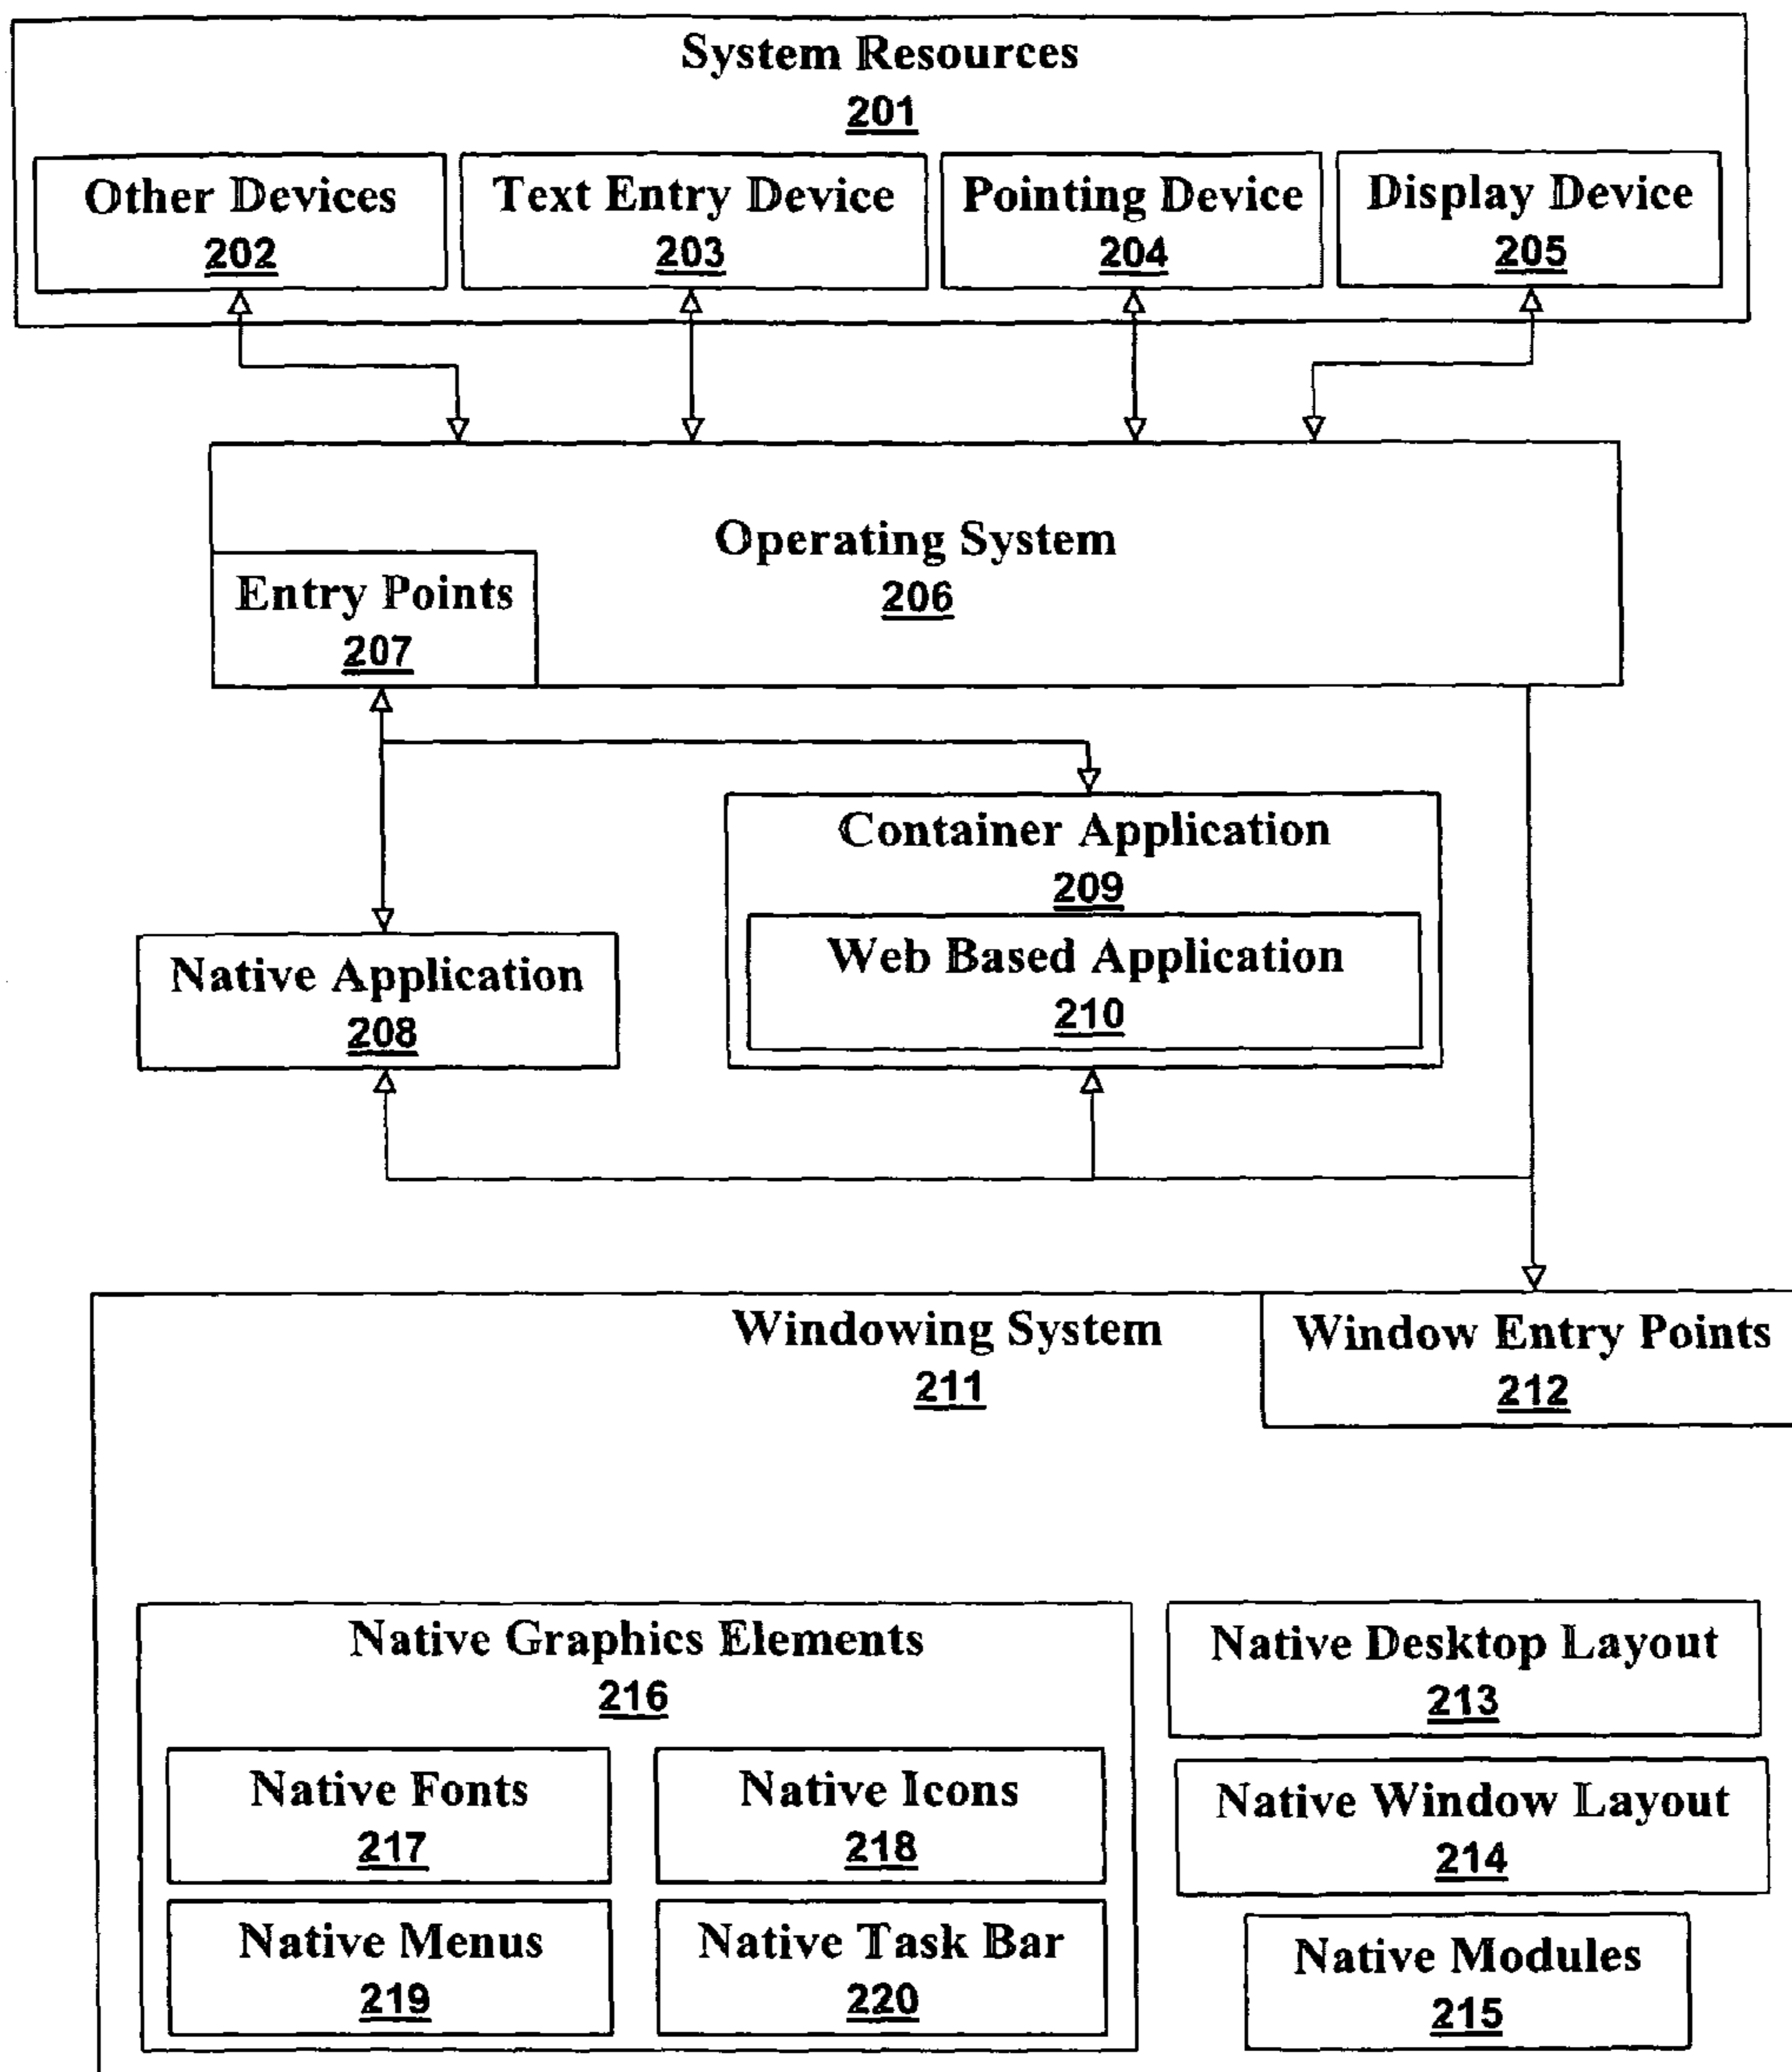 System Resources
201
Other Devices
202
Text Entry Device
203
Pointing Device
204
Display Device
205
Operating System
206
Entry Points
207
Container Application
209
Web Based Application
210
Native Application
208
Windowing System
211
Window Entry Points
212
Native Graphics Elements
216
Native Fonts
217
Native Icons
218
Native Menus
219
Native Task Bar
220
Native Desktop Layout
213
Native Window Layout
214
Native Modules
215